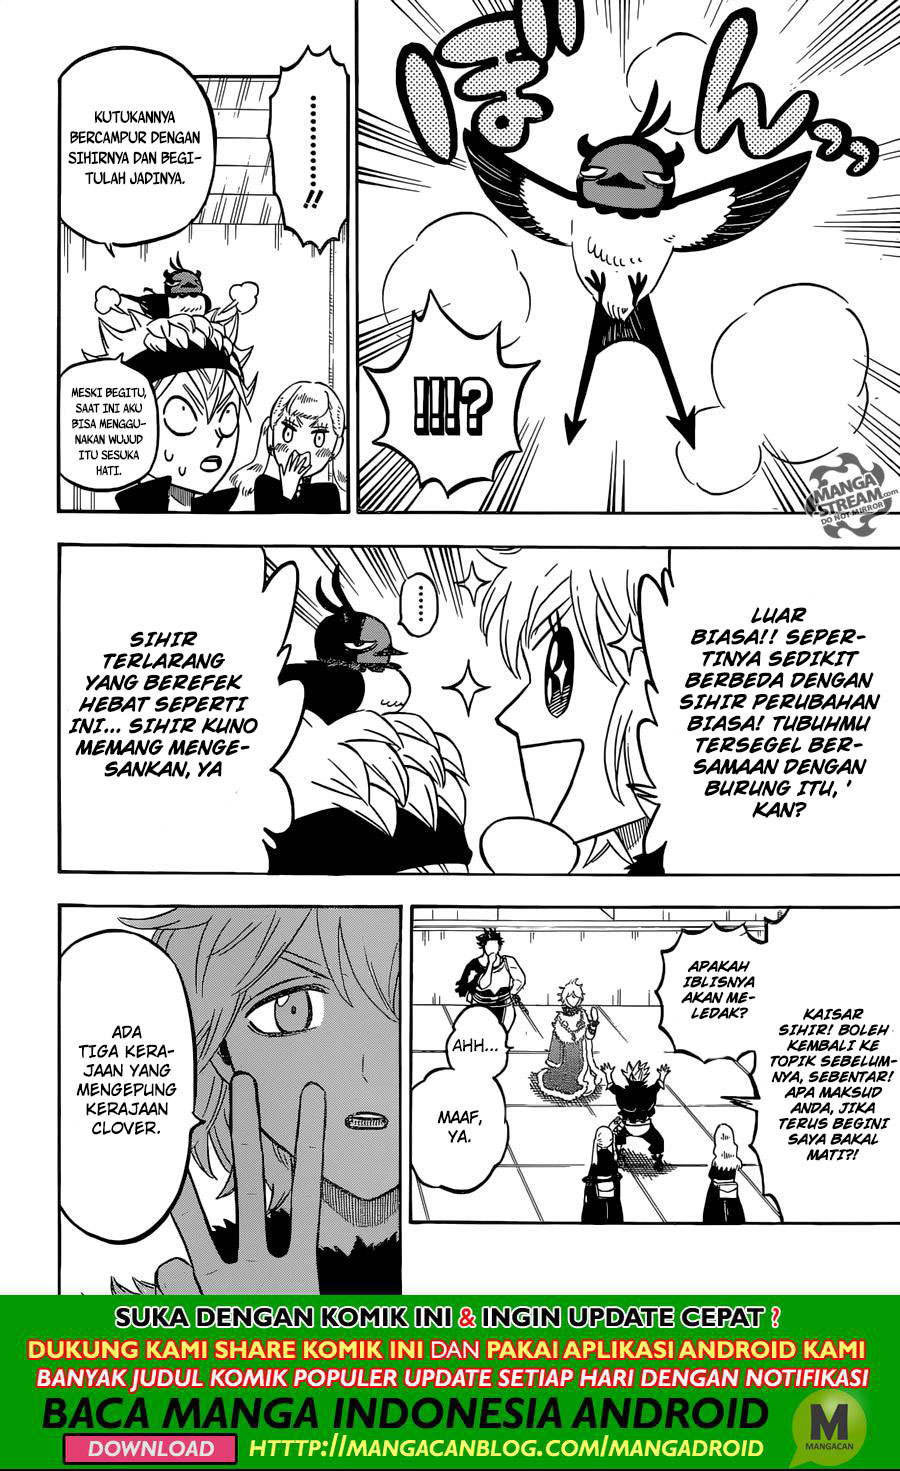 ぼんッッ
!!!?
MANGA
STREAM.com
DO NOT MIRROR
..........!!
KUTUKANNYA
BERCAMPUR DENGAN
SIHIRNYA DAN BEGI-
TULAH JADINYA.
MESKI BEGITU,
SAAT INI AKU
BISA MENGGU-
NAKAN WUJUD
ITU SESUKA
HATI.
LUAR
BIASA!! SEPER-
TINYA SEDIKIT
BERBEDA DENGAN
SIHIR PERUBAHAN
BIASA! TUBUHMU
TERSEGEL BER-
SAMAAN DENGAN
BURUNG ITU, '
KAN?
......
SIHIR
TERLARANG
YANG BEREFEK
HEBAT SEPERTI
INI... SIHIR KUNO
MEMANG MENGE-
SANKAN, YA
KAISAR
SIHIR! BOLEH
KEMBALI KE
TOPIK SEBELUM-
NYA, SEBENTAR!
APA MAKSUD
ANDA, JIKA
TERUS BEGINI
SAYA BAKAL
MATI?!
APAKAH
IBLISNYA
AKAN ME-
LEDAK?
AHH...
MAAF,
YA.
ADA
TIGA KERA-
JAAN YANG
MENGEPUNG
KERAJAAN
CLOVER.
SUKA DENGAN KOMIK INI & INGIN UPDATE CEPAT ?
DUKUNG KAMI SHARE KOMIK INI DAN PAKAI APLIKASI ANDROID KAMI
BANYAK JUDUL KOMIK POPULER UPDATE SETIAP HARI DENGAN NOTIFIKASI
BACA MANGA INDONESIA ANDROID
DOWNLOAD HTTTP://MANGACANBLOG.COM/MANGADROID
M
MANGACAN